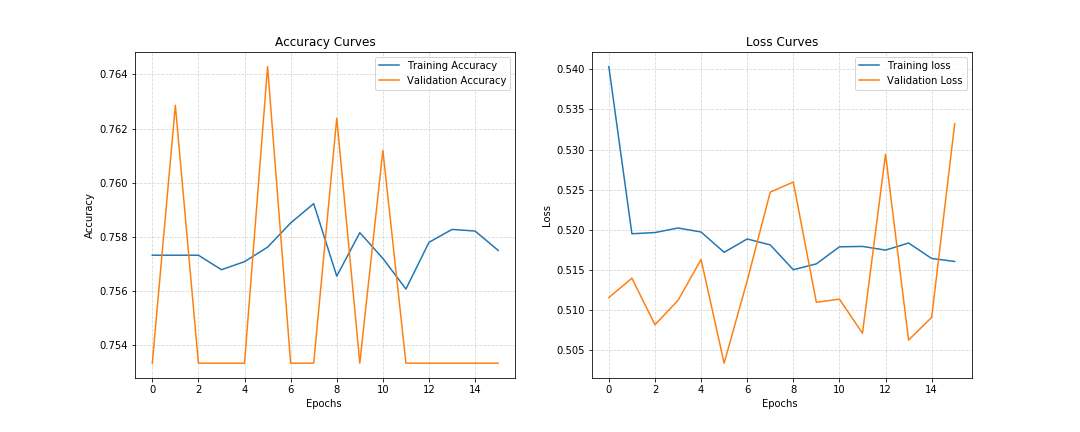 Accuracy Curves
Training Accuracy
Validation Accuracy
0.764
0.762
0.760
0.758
0.756
0.754
Accuracy
0 2 4 6 8 10 12 14
Epochs
Loss Curves
Training loss
Validation Loss
0.540
0.535
0.530
0.525
0.520
0.515
0.510
0.505
Loss
0 2 4 6 8 10 12 14
Epochs